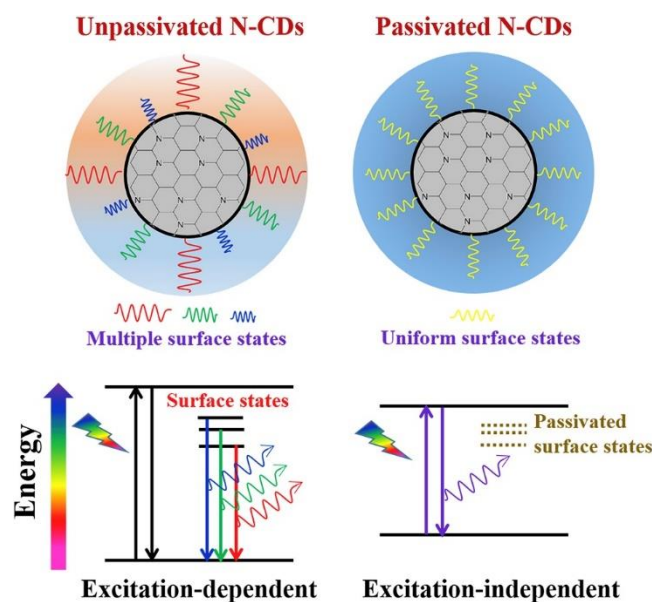 Unpassivated N-CDs
Passivated N-CDs
N
N
N
N
N
N
N
N
N
N
N
N
Multiple surface states
Uniform surface states
Energy
Surface states
Passivated
surface states
Excitation-dependent
Excitation-independent